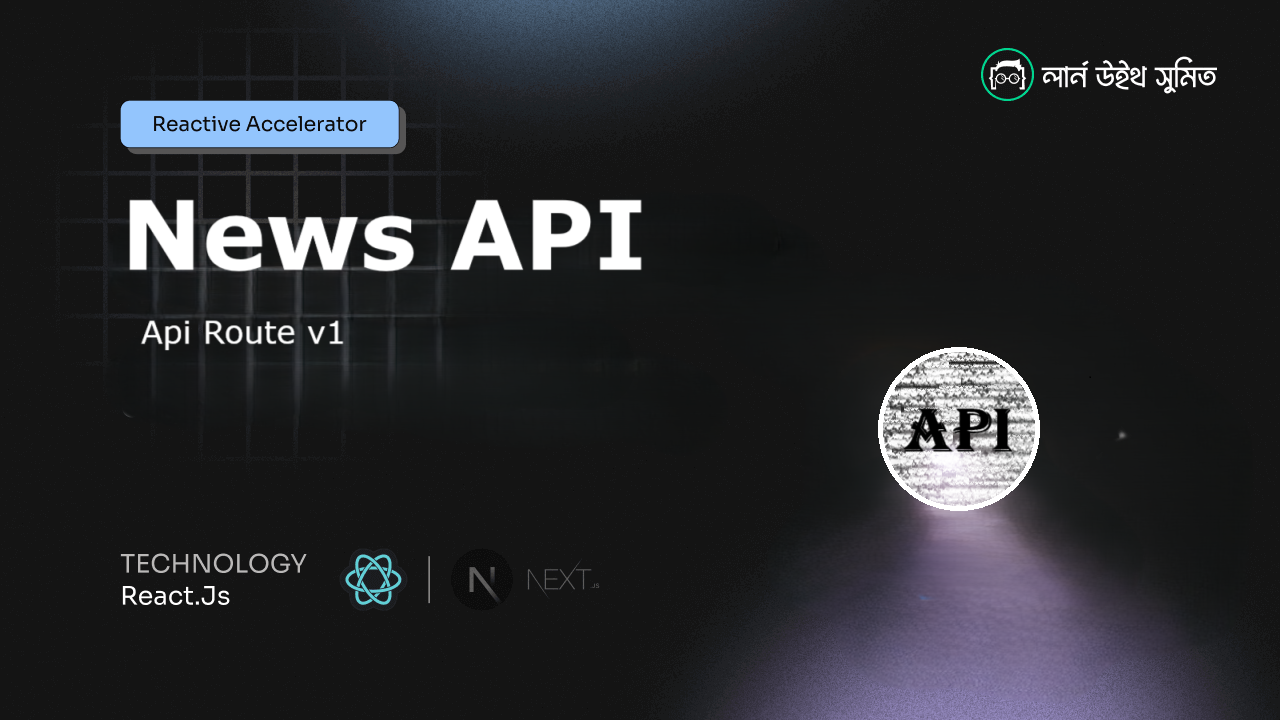 লার্ন উইথ সুমিত
Reactive Accelerator
News API
Api Route v1
API
TECHNOLOGY
React.Js
N
NEXT.JS